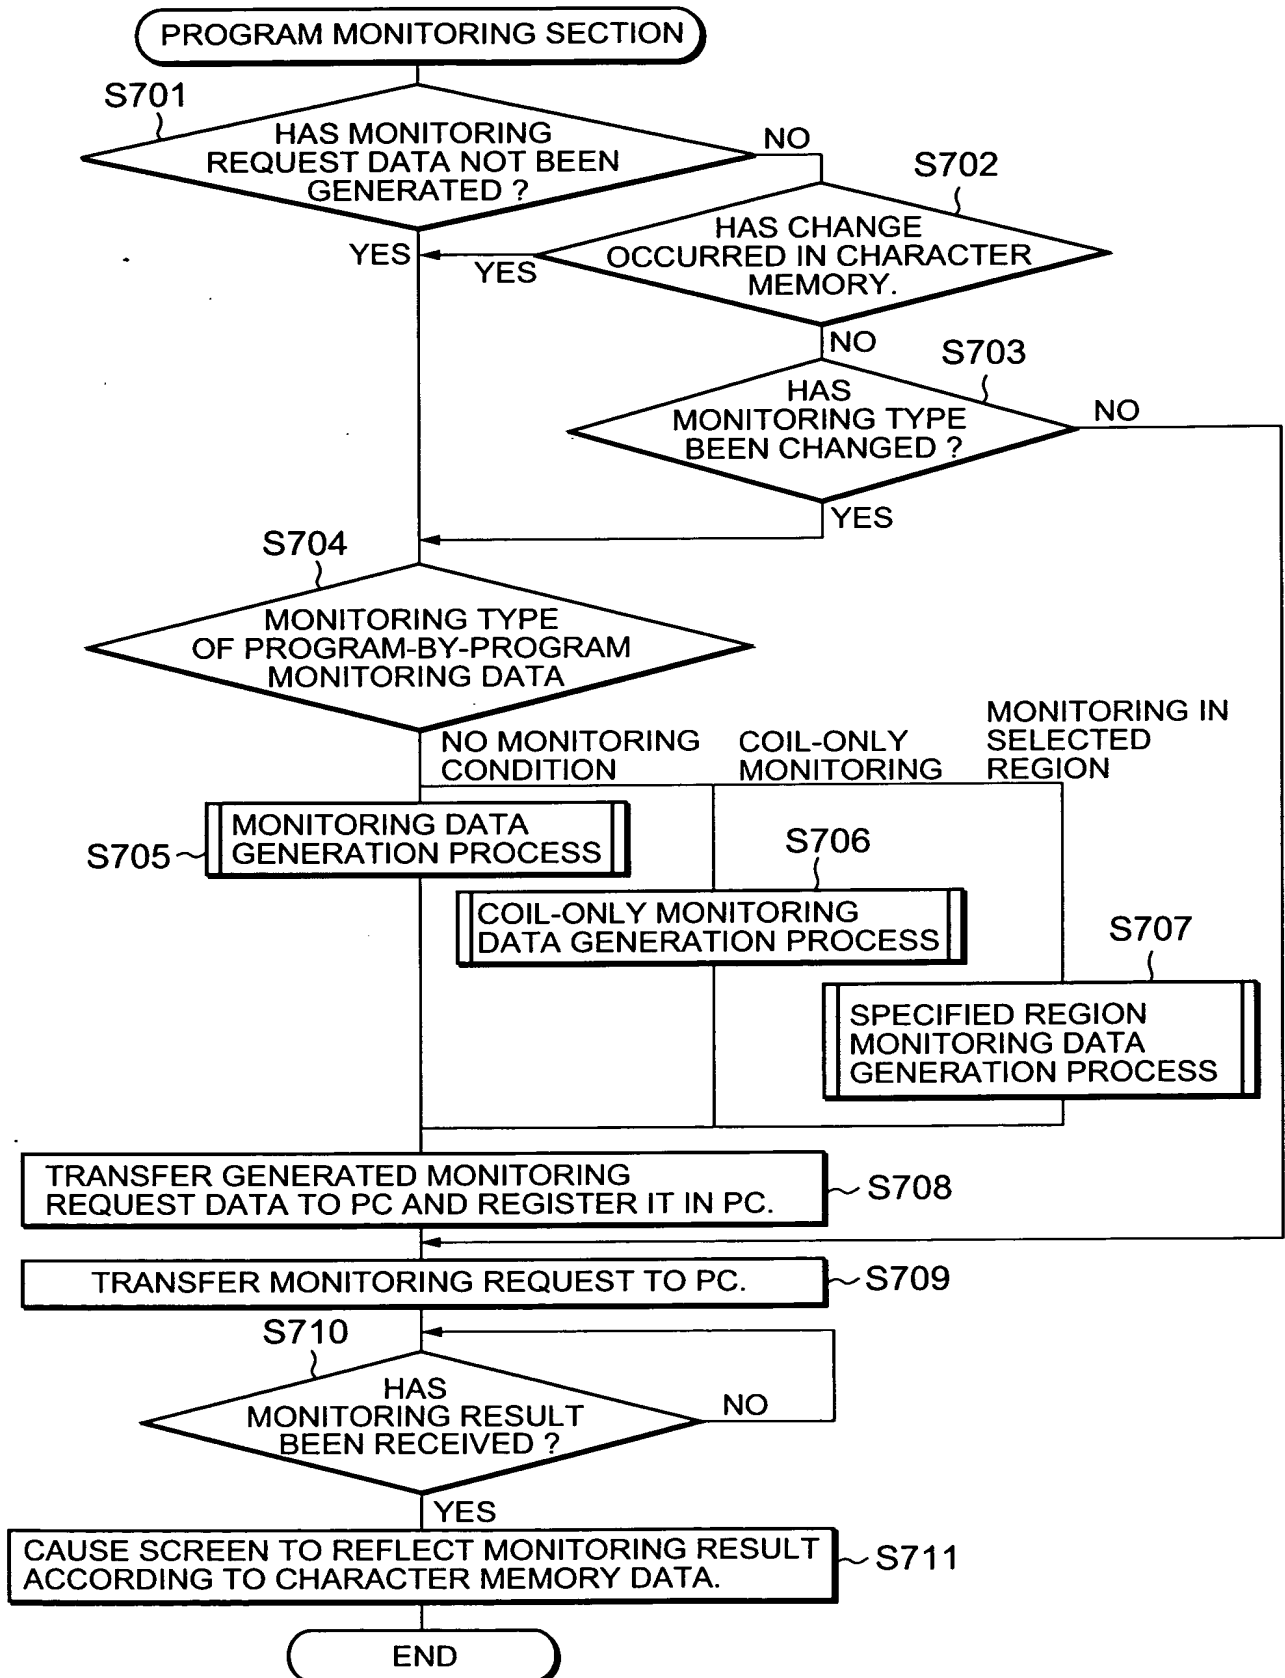 PROGRAM MONITORING SECTION
S701
HAS MONITORING
REQUEST DATA NOT BEEN
GENERATED ?
NO
YES
S702
HAS CHANGE
OCCURRED IN CHARACTER
MEMORY.
YES
NO
S703
HAS
MONITORING TYPE
BEEN CHANGED ?
NO
YES
S704
MONITORING TYPE
OF PROGRAM-BY-PROGRAM
MONITORING DATA
NO MONITORING
CONDITION
COIL-ONLY
MONITORING
MONITORING IN
SELECTED
REGION
S705
MONITORING DATA
GENERATION PROCESS
S706
COIL-ONLY MONITORING
DATA GENERATION PROCESS
S707
SPECIFIED REGION
MONITORING DATA
GENERATION PROCESS
TRANSFER GENERATED MONITORING
REQUEST DATA TO PC AND REGISTER IT IN PC.
S708
TRANSFER MONITORING REQUEST TO PC.
S709
S710
HAS
MONITORING RESULT
BEEN RECEIVED ?
NO
YES
CAUSE SCREEN TO REFLECT MONITORING RESULT
ACCORDING TO CHARACTER MEMORY DATA.
S711
END